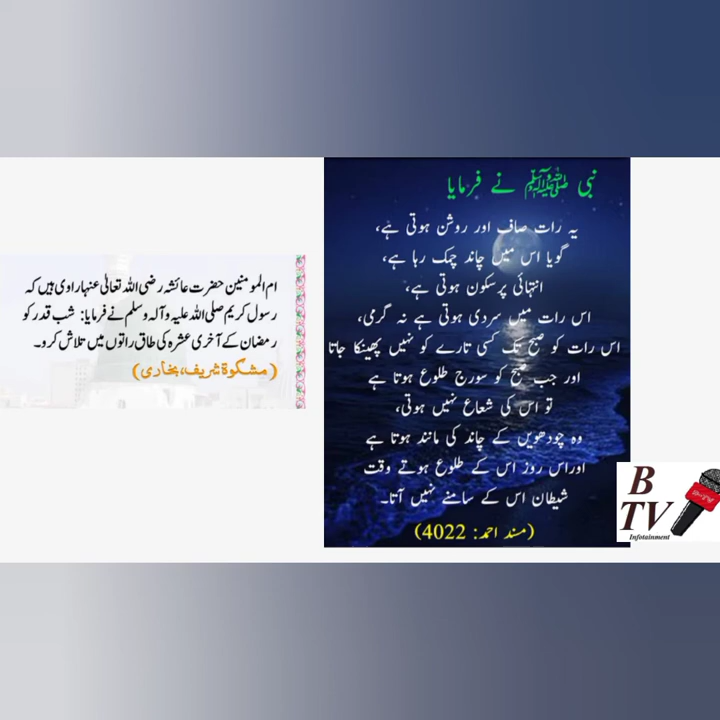 نبی ﷺ نے فرمایا
یہ رات صاف اور روشن ہوتی ہے،
گویا اس میں چاند چمک رہا ہے،
انتہائی پرسکون ہوتی ہے،
اس رات میں سردی ہوتی ہے نہ گرمی،
اس رات کو صبح تک کسی تارے کو نہیں پھینکا جاتا
اور جب صبح کو سورج طلوع ہوتا ہے
تو اس کی شعاع نہیں ہوتی،
وہ چودھویں کے چاند کی مانند ہوتا ہے
اوراس روز اس کے طلوع ہوتے وقت
شیطان اس کے سامنے نہیں آتا۔
(مسند احمد: 4022)
ام المومنین حضرت عائشہ رضی اللہ تعالیٰ عنہا راوی ہیں کہ
رسول کریم صلی اللہ علیہ و آلہ وسلم نے فرمایا: شب قدر کو
رمضان کے آخری عشرہ کی طاق راتوں میں تلاش کرو۔
(مشکوۃ شریف، بخاری)
B
TV
Infotainment
B-TV